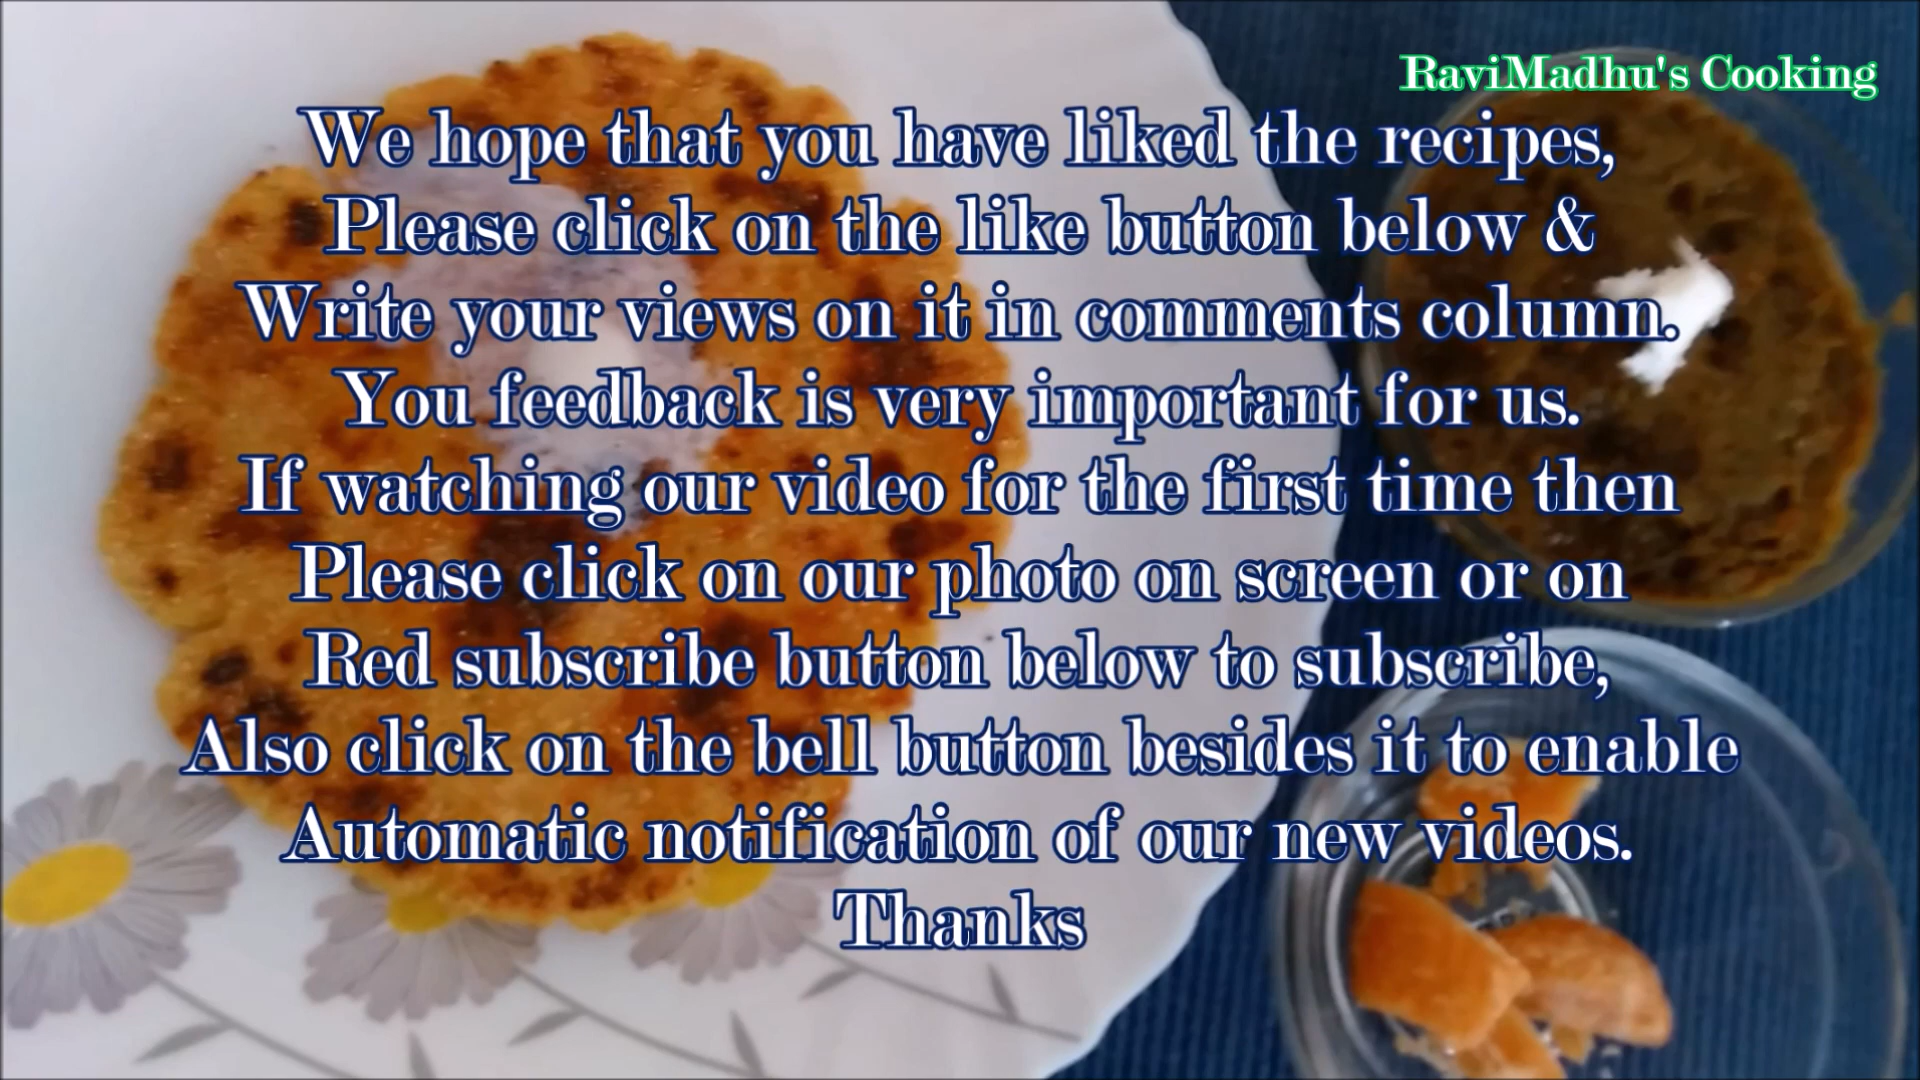 RaviMadhu's Cooking
We hope that you have liked the recipes,
Please click on the like button below &
Write your views on it in comments column.
You feedback is very important for us.
If watching our video for the first time then
Please click on our photo on screen or on
Red subscribe button below to subscribe,
Also click on the bell button besides it to enable
Automatic notification of our new videos.
Thanks